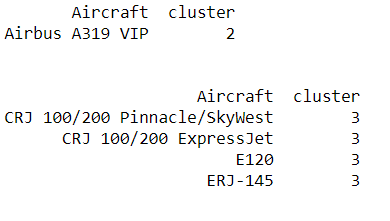 Aircraft cluster
Airbus A319 VIP 2
Aircraft cluster
CRJ 100/200 Pinnacle/SkyWest 3
CRJ 100/200 ExpressJet 3
E120 3
ERJ-145 3